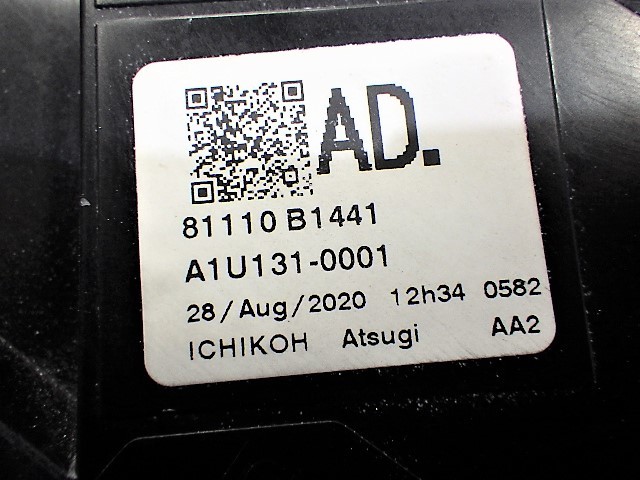 AD.
81110 B1441
A1U131-0001
28/Aug/2020 12h34 0582
ICHIKOH Atsugi AA2